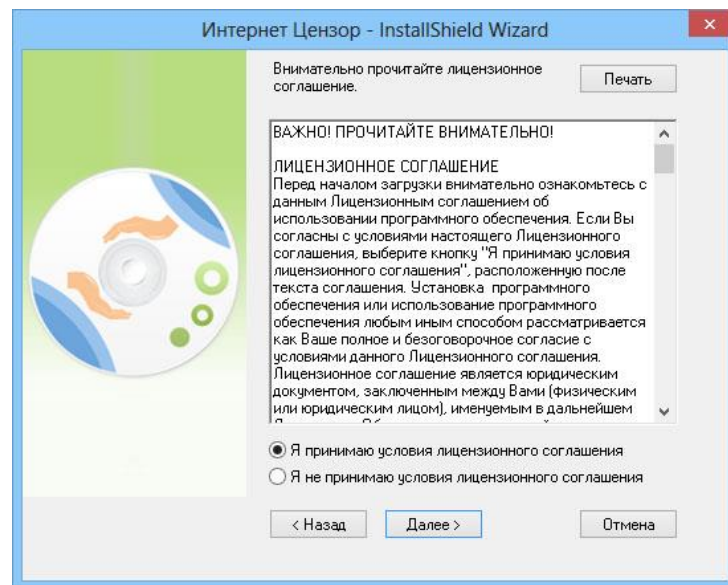 Интернет Цензор - InstallShield Wizard
Внимательно прочитайте лицензионное
соглашение.
Печать
ВАЖНО! ПРОЧИТАЙТЕ ВНИМАТЕЛЬНО!
ЛИЦЕНЗИОННОЕ СОГЛАШЕНИЕ
Перед началом загрузки внимательно ознакомьтесь с
данным Лицензионным соглашением об
использовании программного обеспечения. Если Вы
согласны с условиями настоящего Лицензионного
соглашения, выберите кнопку "Я принимаю условия
лицензионного соглашения", расположенную после
текста соглашения. Установка программного
обеспечения или использование программного
обеспечения любым иным способом рассматривается
как Ваше полное и безоговорочное согласие с
условиями данного Лицензионного соглашения.
Лицензионное соглашение является юридическим
документом, заключенным между Вами (физическим
или юридическим лицом), именуемым в дальнейшем
Я принимаю условия лицензионного соглашения
Я не принимаю условия лицензионного соглашения
< Назад
Далее >
Отмена